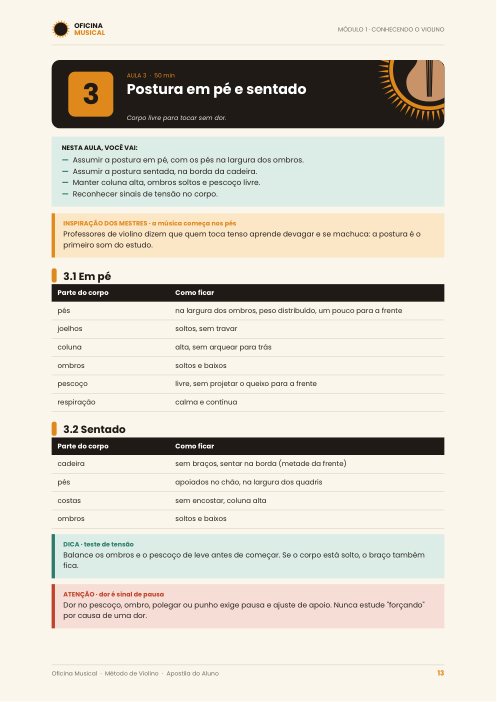 OFICINA
MUSICAL
MÓDULO 1 · CONHECENDO O VIOLINO
3
AULA 3 · 50 min
Postura em pé e sentado
Corpo livre para tocar sem dor.
NESTA AULA, VOCÊ VAI:
— Assumir a postura em pé, com os pés na largura dos ombros.
— Assumir a postura sentada, na borda da cadeira.
— Manter coluna alta, ombros soltos e pescoço livre.
— Reconhecer sinais de tensão no corpo.
INSPIRAÇÃO DOS MESTRES · a música começa nos pés
Professores de violino dizem que quem toca tenso aprende devagar e se machuca: a postura é o
primeiro som do estudo.
3.1 Em pé
Parte do corpo Como ficar
pés na largura dos ombros, peso distribuído, um pouco para a frente
joelhos soltos, sem travar
coluna alta, sem arquear para trás
ombros soltos e baixos
pescoço livre, sem projetar o queixo para a frente
respiração calma e contínua
3.2 Sentado
Parte do corpo Como ficar
cadeira sem braços, sentar na borda (metade da frente)
pés apoiados no chão, na largura dos quadris
costas sem encostar, coluna alta
ombros soltos e baixos
DICA · teste de tensão
Balance os ombros e o pescoço de leve antes de começar. Se o corpo está solto, o braço também
fica.
ATENÇÃO · dor é sinal de pausa
Dor no pescoço, ombro, polegar ou punho exige pausa e ajuste de apoio. Nunca estude "forçando"
por causa de uma dor.
Oficina Musical · Método de Violino · Apostila do Aluno
13